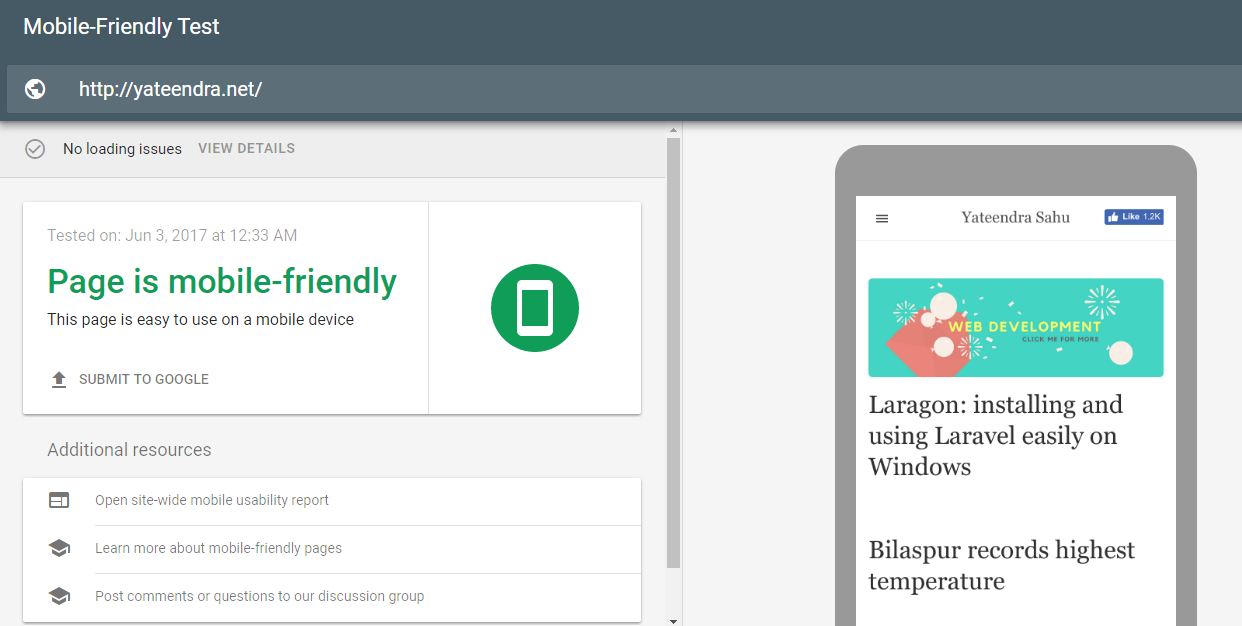 Mobile-Friendly Test
http://yateendra.net/
No loading issues VIEW DETAILS
Tested on: Jun 3, 2017 at 12:33 AM
Page is mobile-friendly
This page is easy to use on a mobile device
SUBMIT TO GOOGLE
Additional resources
Open site-wide mobile usability report
Learn more about mobile-friendly pages
Post comments or questions to our discussion group
Yateendra Sahu
Like 1.2K
WEB DEVELOPMENT
CLICK ME FOR MORE
Laragon: installing and
using Laravel easily on
Windows
Bilaspur records highest
temperature